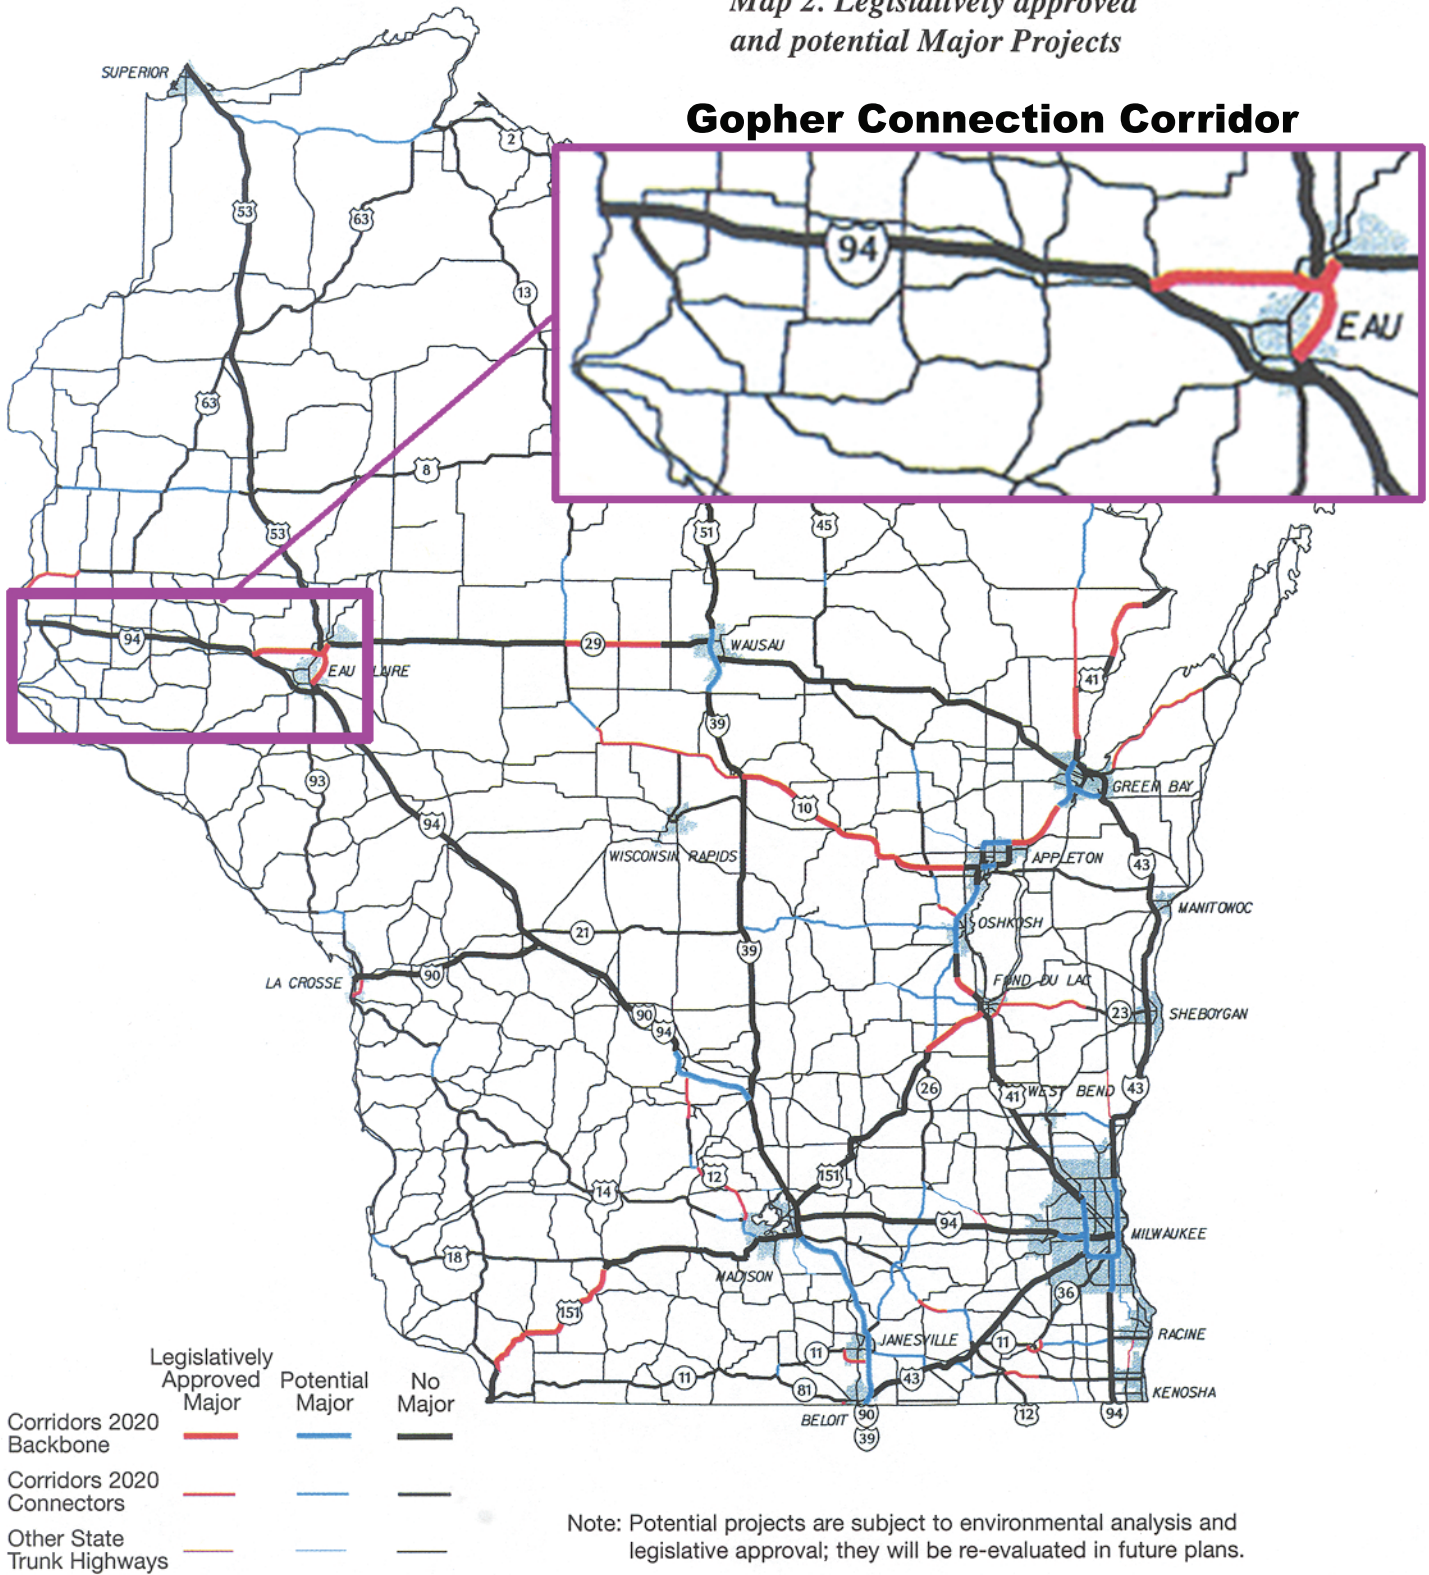 Map 2. Legislatively approved
and potential Major Projects
Gopher Connection Corridor
SUPERIOR
2
53
63
13
94
EAU
63
8
53
51
45
94
29
WAUSAU
EAU LAIRE
41
39
93
10
GREEN BAY
94
WISCONSIN RAPIDS
APPLETON
43
MANITOWOC
21
OSHKOSH
39
LA CROSSE
90
FOND DU LAC
90
94
23
SHEBOYGAN
26
41
WEST BEND
43
12
151
14
94
MILWAUKEE
18
MADISON
36
151
JANESVILLE
11
RACINE
11
11
81
43
KENOSHA
BELOIT
90
39
12
94
Legislatively
Approved
Major
Potential
Major
No
Major
Corridors 2020
Backbone
Corridors 2020
Connectors
Other State
Trunk Highways
Note: Potential projects are subject to environmental analysis and
legislative approval; they will be re-evaluated in future plans.